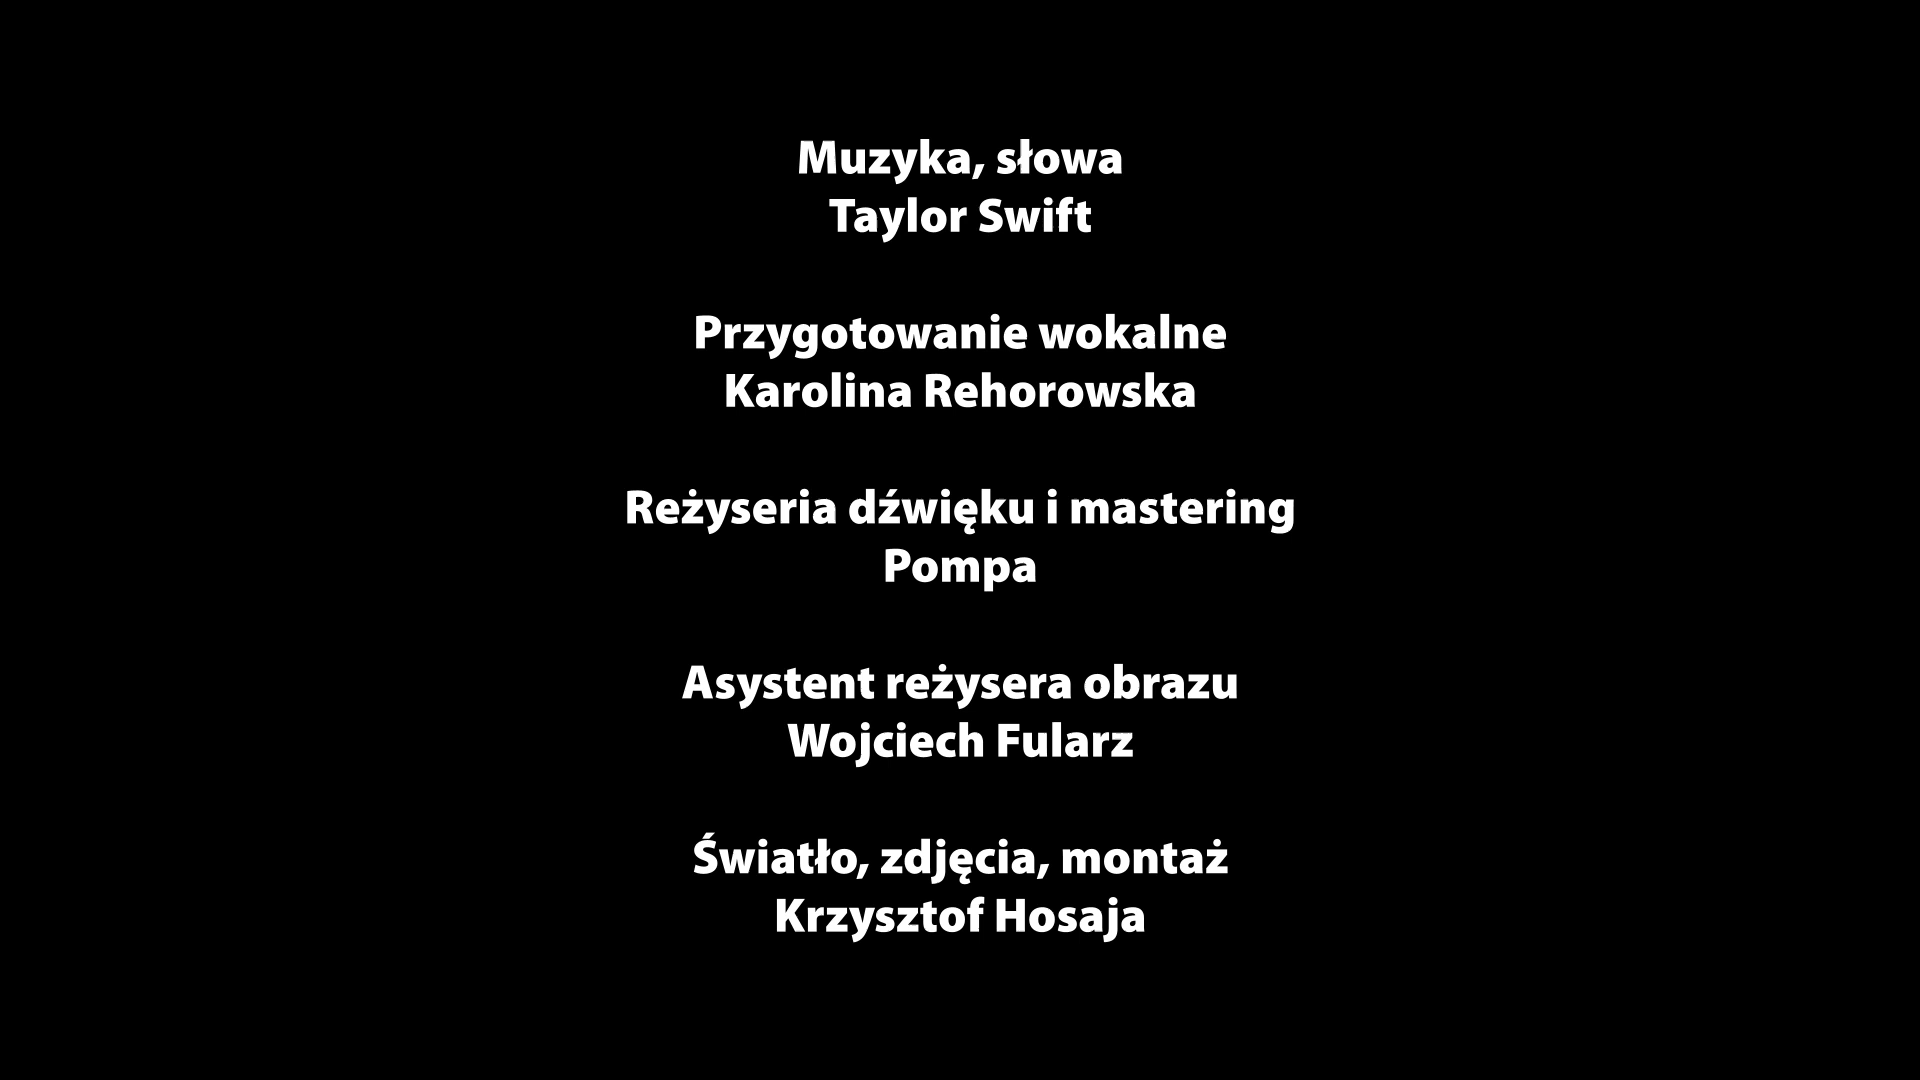 Muzyka, słowa
Taylor Swift
Przygotowanie wokalne
Karolina Rehorowska
Reżyseria dźwięku i mastering
Pompa
Asystent reżysera obrazu
Wojciech Fularz
Światło, zdjęcia, montaż
Krzysztof Hosaja